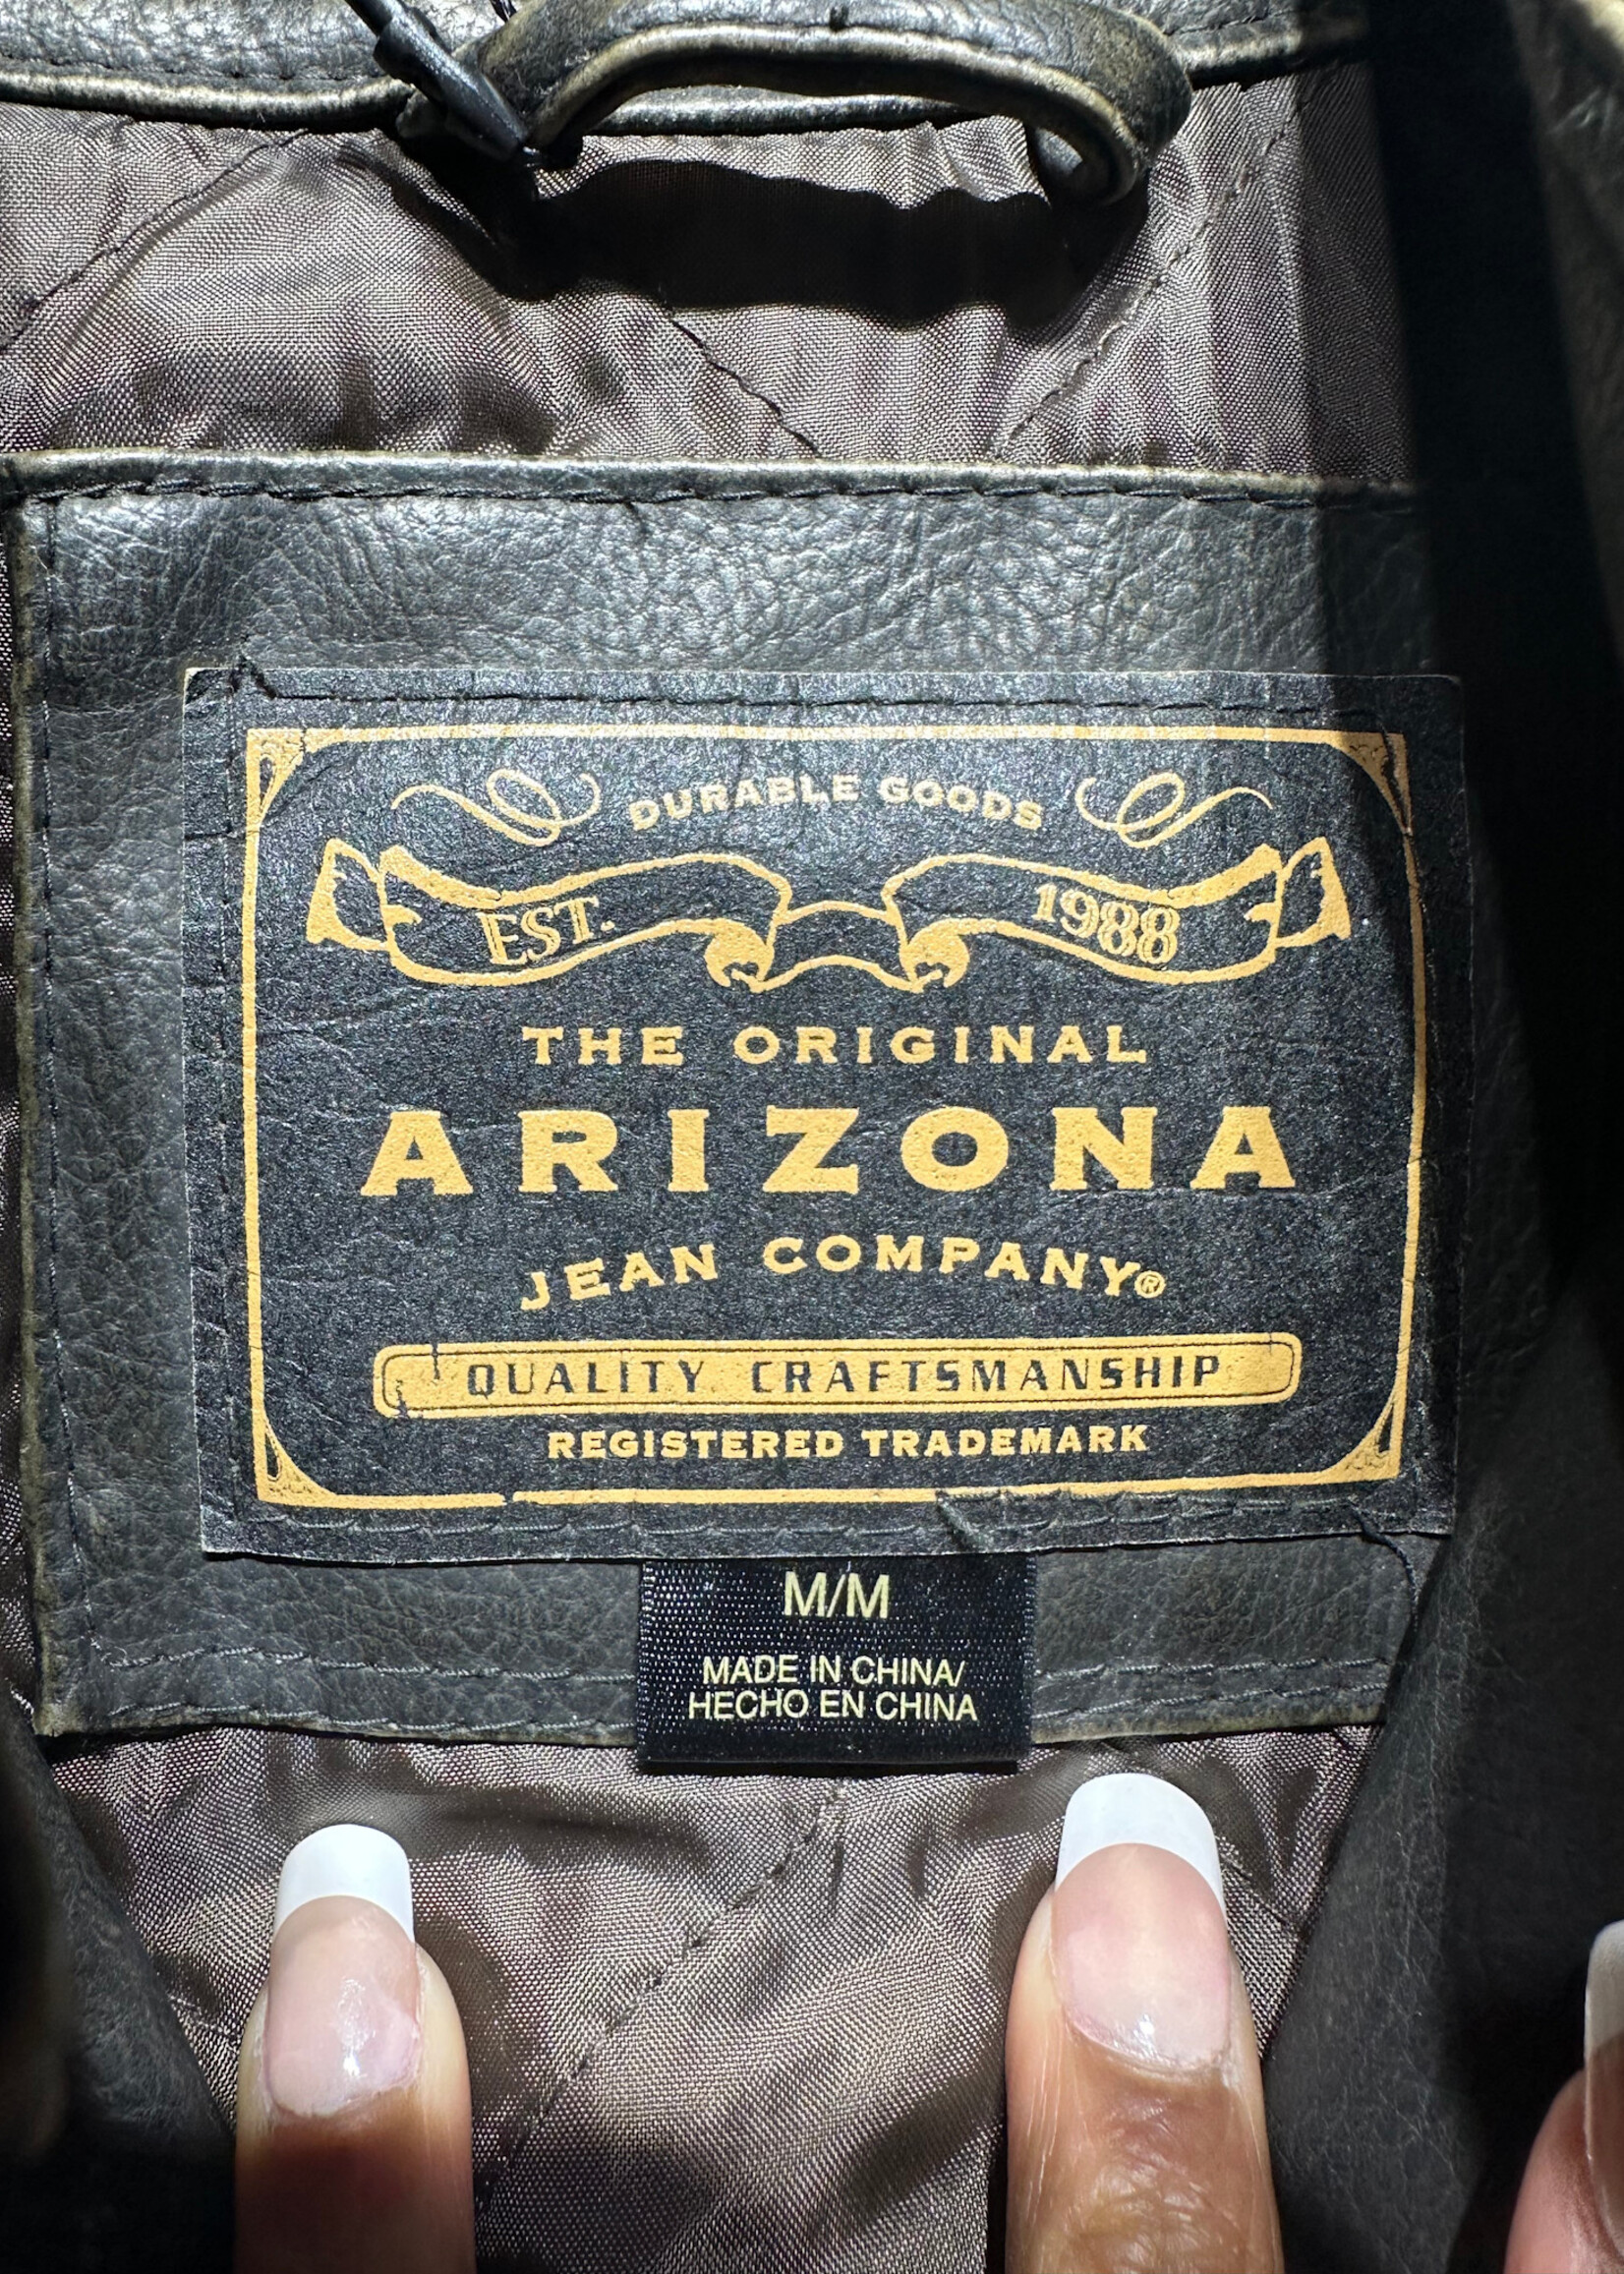 DURABLE GOODS
EST. 1988
THE ORIGINAL
ARIZONA
JEAN COMPANY®
QUALITY CRAFTSMANSHIP
REGISTERED TRADEMARK
M/M
MADE IN CHINA/
HECHO EN CHINA